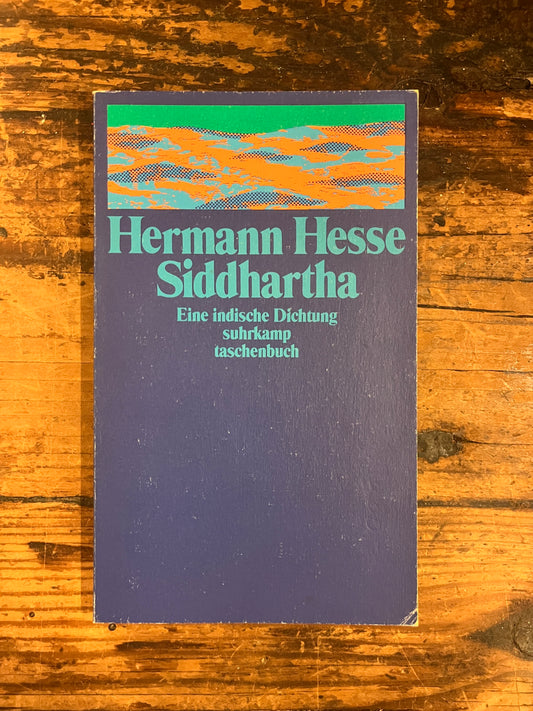 Hermann Hesse
Siddhartha
Eine indische Dichtung
suhrkamp
taschenbuch